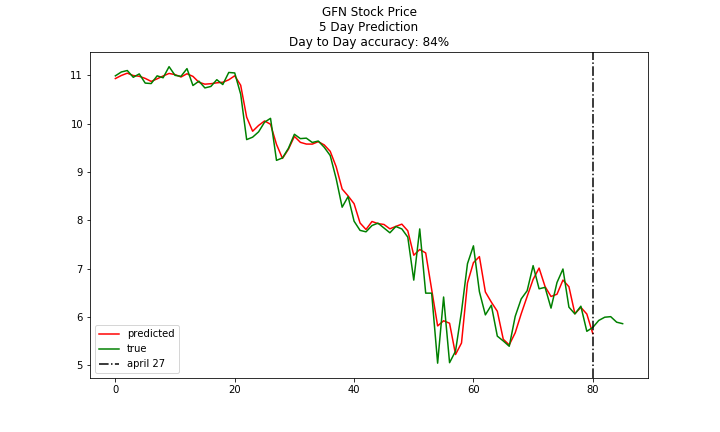 GFN Stock Price
5 Day Prediction
Day to Day accuracy: 84%
11
10
9
8
7
6
5
predicted
true
april 27
0 20 40 60 80